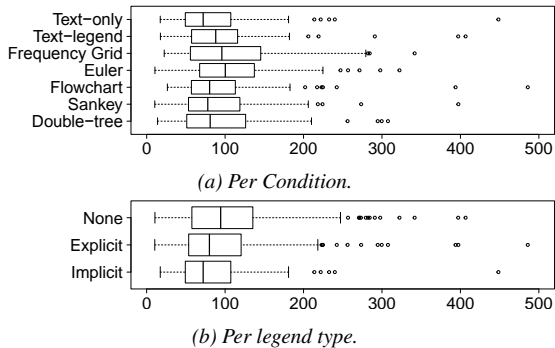 Text−only
Text−legend
Frequency Grid
Euler
Flowchart
Sankey
Double−tree
0 100 200 300 400 500
(a) Per Condition.
None
Explicit
Implicit
0 100 200 300 400 500
(b) Per legend type.